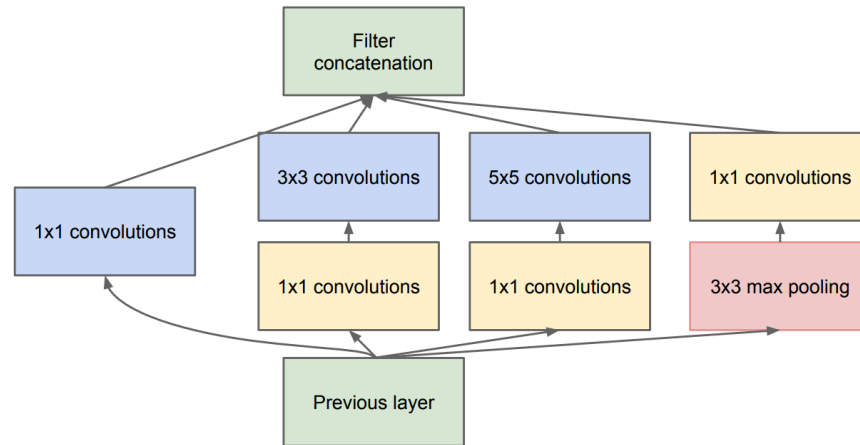 Filter
concatenation
3x3 convolutions
5x5 convolutions
1x1 convolutions
1x1 convolutions
1x1 convolutions
1x1 convolutions
3x3 max pooling
Previous layer